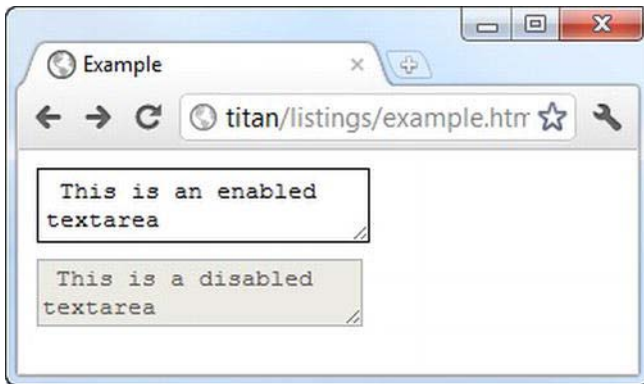 Example
titan/listings/example.htm
This is an enabled
textarea
This is a disabled
textarea